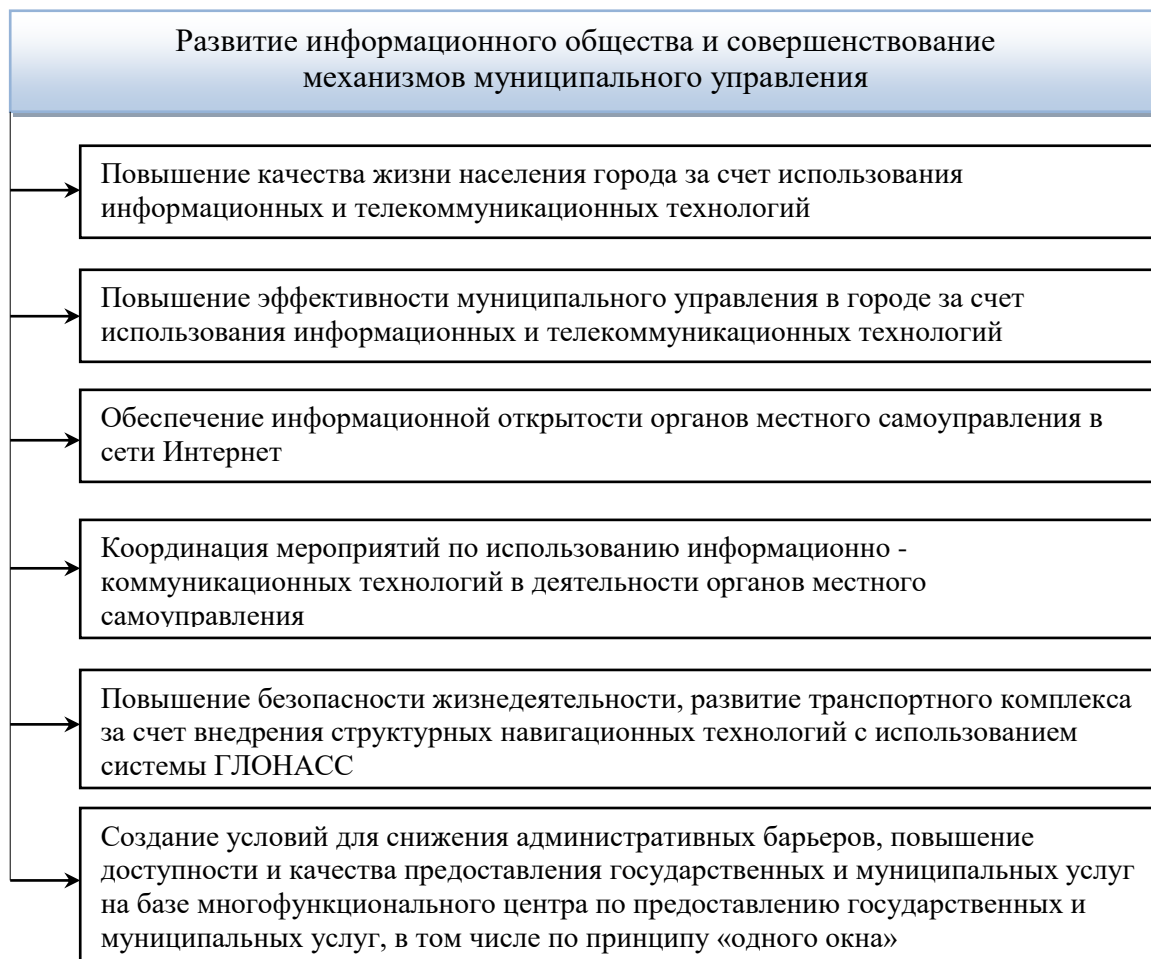 Развитие информационного общества и совершенствование
механизмов муниципального управления
Повышение качества жизни населения города за счет использования
информационных и телекоммуникационных технологий
Повышение эффективности муниципального управления в городе за счет
использования информационных и телекоммуникационных технологий
Обеспечение информационной открытости органов местного самоуправления в
сети Интернет
Координация мероприятий по использованию информационно -
коммуникационных технологий в деятельности органов местного
самоуправления
Повышение безопасности жизнедеятельности, развитие транспортного комплекса
за счет внедрения структурных навигационных технологий с использованием
системы ГЛОНАСС
Создание условий для снижения административных барьеров, повышение
доступности и качества предоставления государственных и муниципальных услуг
на базе многофункционального центра по предоставлению государственных и
муниципальных услуг, в том числе по принципу «одного окна»